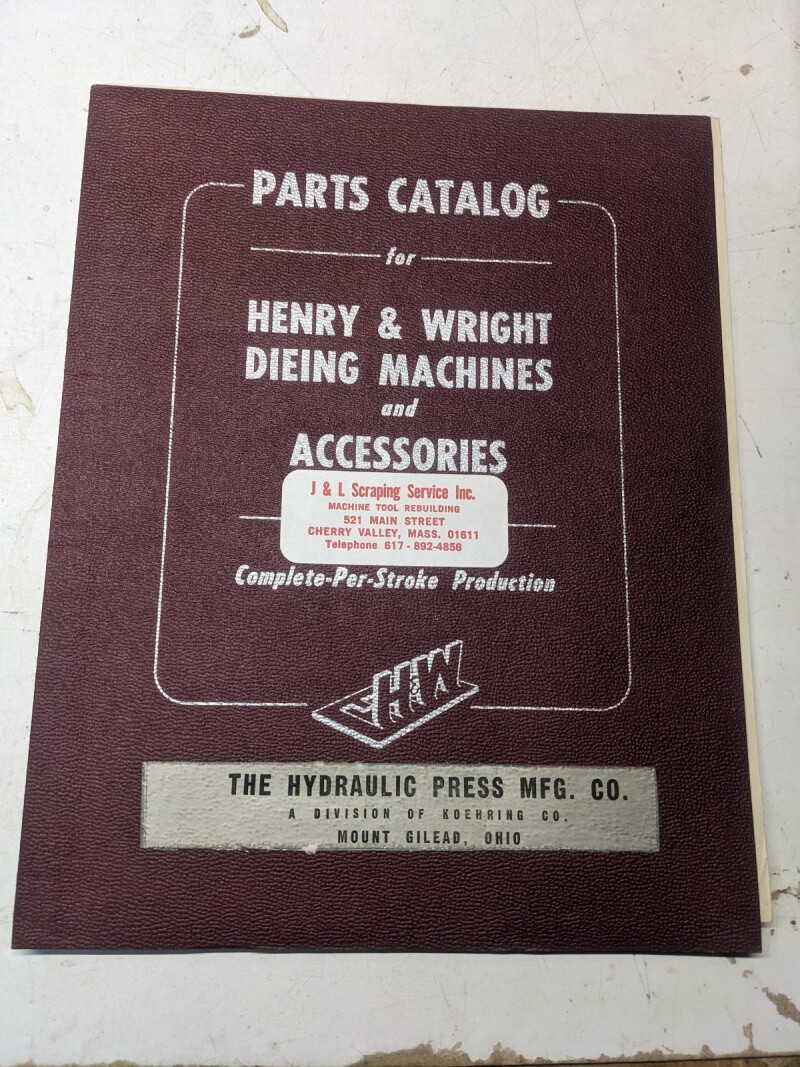 PARTS CATALOG
for
HENRY & WRIGHT
DIEING MACHINES
and
ACCESSORIES
J & L Scraping Service Inc.
MACHINE TOOL REBUILDING
521 MAIN STREET
CHERRY VALLEY, MASS. 01611
Telephone 617-892-4856
Complete-Per-Stroke Production
H&W
THE HYDRAULIC PRESS MFG. CO.
A DIVISION OF KOEHRING CO.
MOUNT GILEAD, OHIO